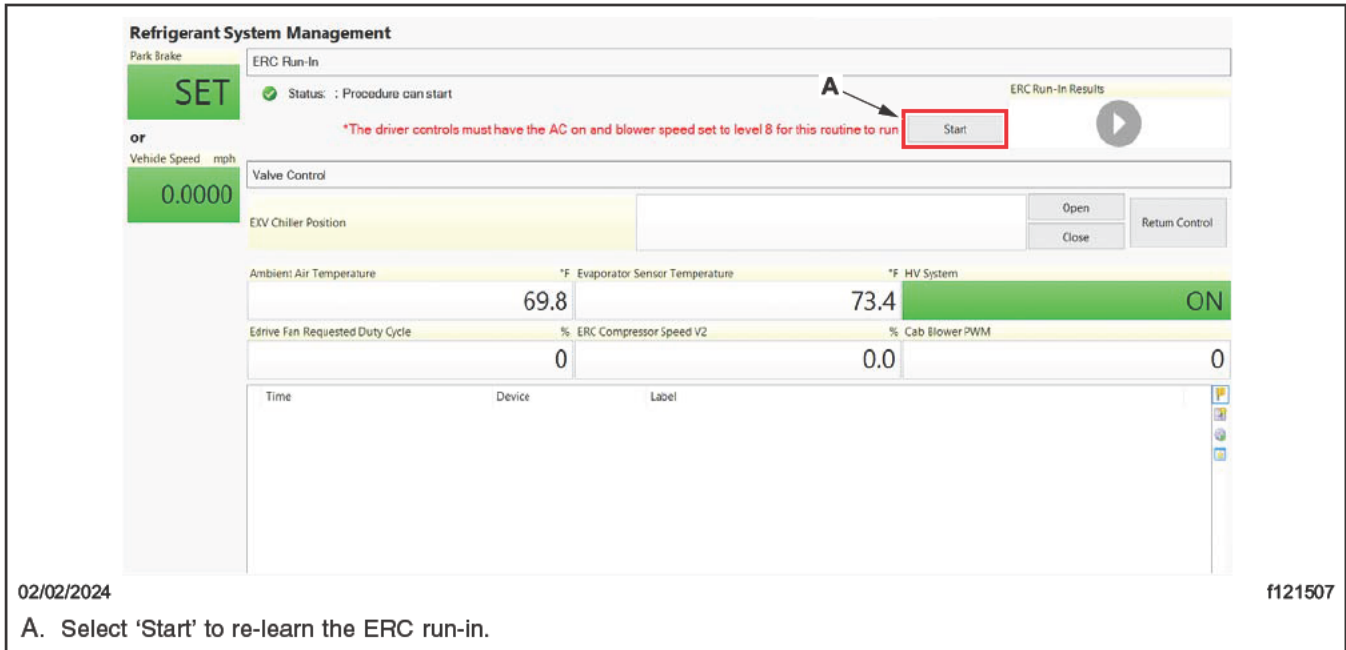 Refrigerant System Management
Park Brake
SET
or
Vehicle Speed mph
0.0000
ERC Run-In
Status: : Procedure can start
A
ERC Run-In Results
*The driver controls must have the AC on and blower speed set to level 8 for this routine to run
Start
Valve Control
EXV Chiller Position
Open
Close
Return Control
Ambient Air Temperature °F
69.8
Evaporator Sensor Temperature °F
73.4
HV System
ON
Edrive Fan Requested Duty Cycle %
0
ERC Compressor Speed V2 %
0.0
Cab Blower PWM
0
Time Device Label
02/02/2024 f121507
A. Select ‘Start’ to re-learn the ERC run-in.